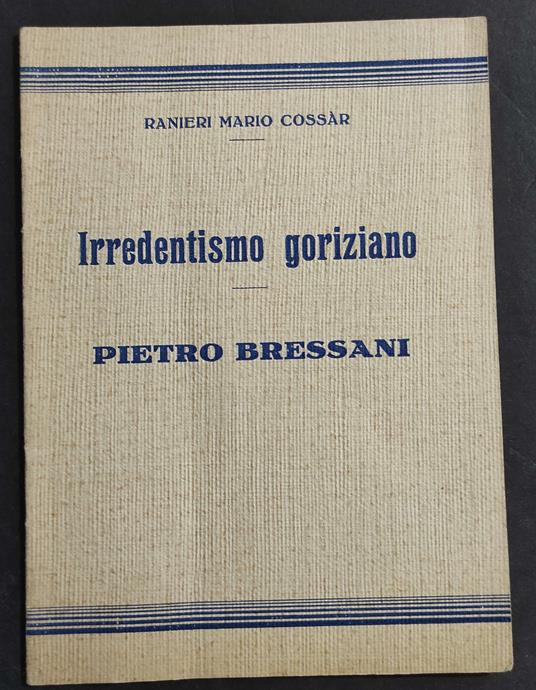 RANIERI MARIO COSSÀR
Irredentismo goriziano
PIETRO BRESSANI